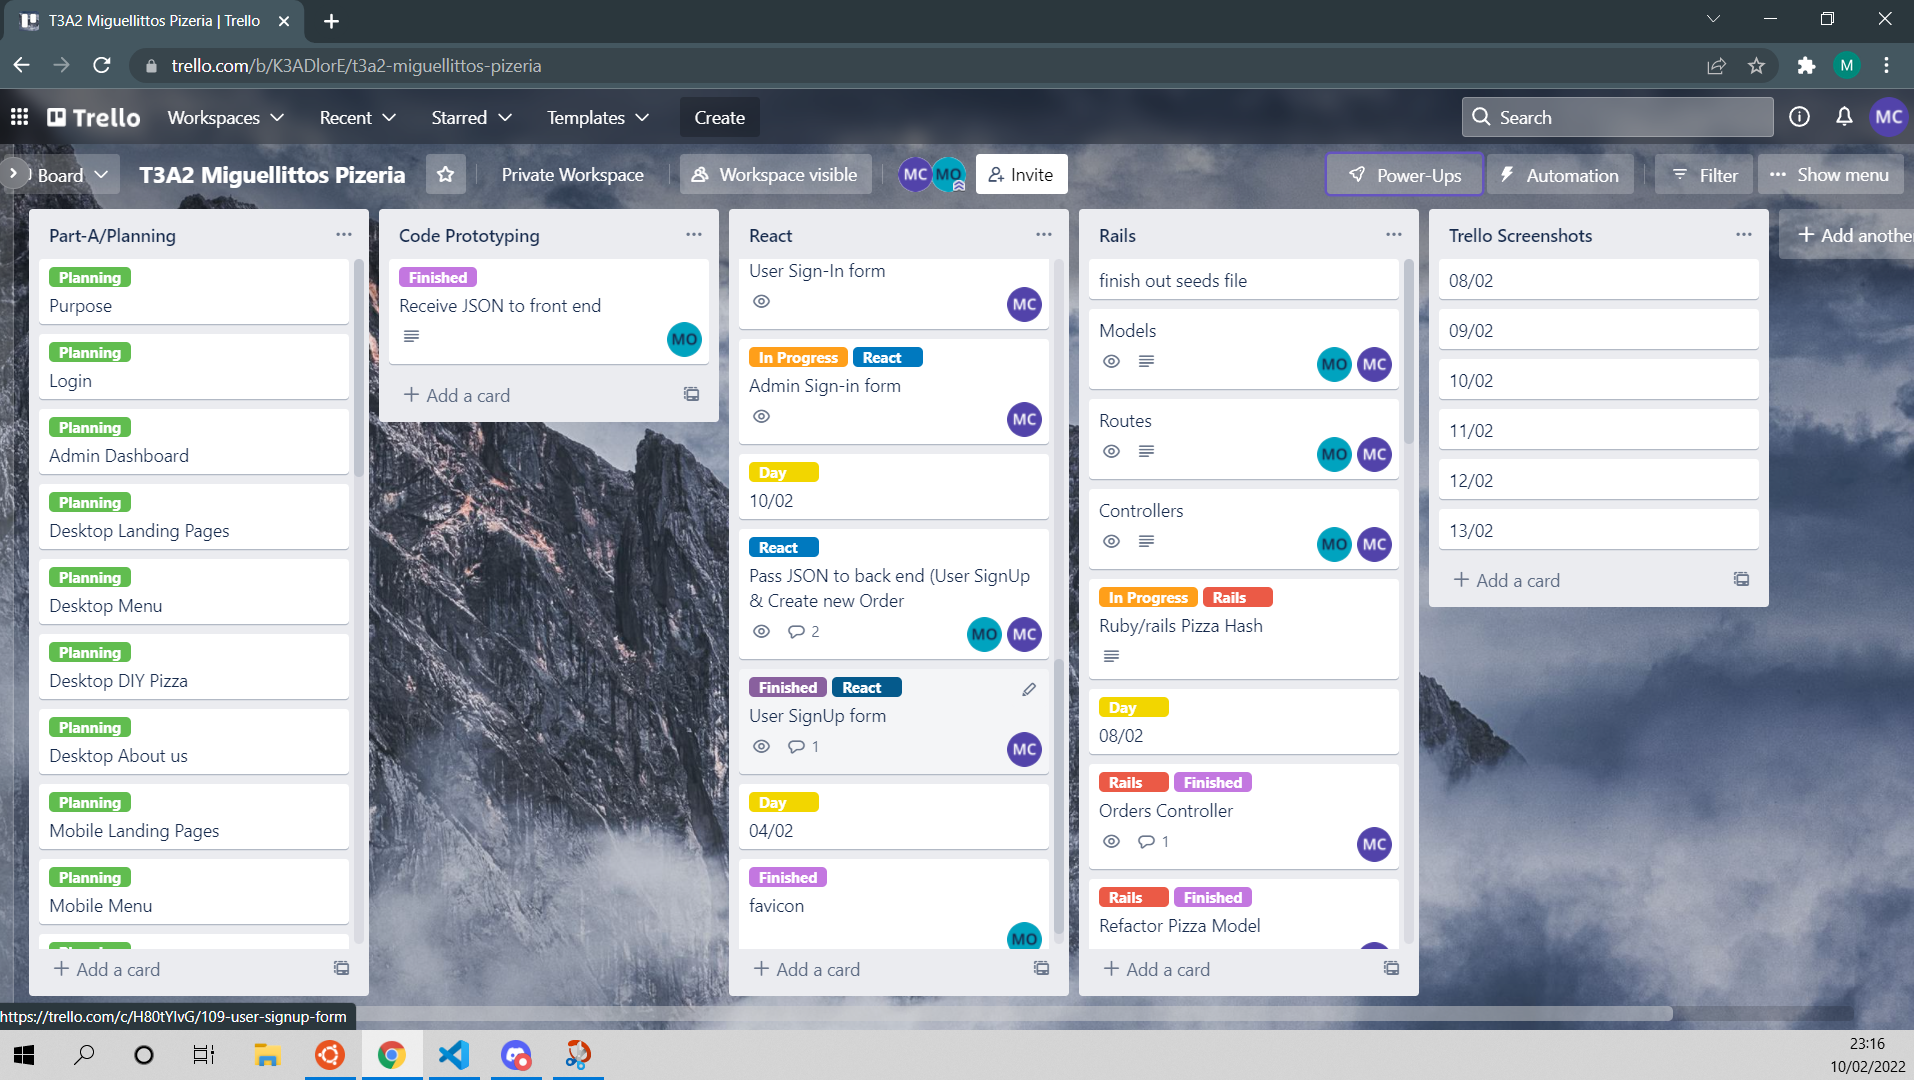 T3A2 Miguellittos Pizeria | Trello
trello.com/b/K3ADlorE/t3a2-miguellittos-pizeria
M
Trello
Workspaces
Recent
Starred
Templates
Create
Search
MC
Board
T3A2 Miguellittos Pizeria
Private Workspace
Workspace visible
MC
MO
Invite
Power-Ups
Automation
Filter
Show menu
Part-A/Planning
Planning
Purpose
Planning
Login
Planning
Admin Dashboard
Planning
Desktop Landing Pages
Planning
Desktop Menu
Planning
Desktop DIY Pizza
Planning
Desktop About us
Planning
Mobile Landing Pages
Planning
Mobile Menu
Planning
Add a card
Code Prototyping
Finished
Receive JSON to front end
MO
Add a card
React
User Sign-In form
MC
In Progress React
Admin Sign-in form
MC
Day
10/02
React
Pass JSON to back end (User SignUp
& Create new Order
2
MO MC
Finished React
User SignUp form
1
MC
Day
04/02
Finished
favicon
MO
Add a card
Rails
finish out seeds file
Models
MO MC
Routes
MO MC
Controllers
MO MC
In Progress Rails
Ruby/rails Pizza Hash
Day
08/02
Rails Finished
Orders Controller
1
MC
Rails Finished
Refactor Pizza Model
Add a card
Trello Screenshots
08/02
09/02
10/02
11/02
12/02
13/02
Add a card
Add another
https://trello.com/c/H80tYlvG/109-user-signup-form
23:16
10/02/2022